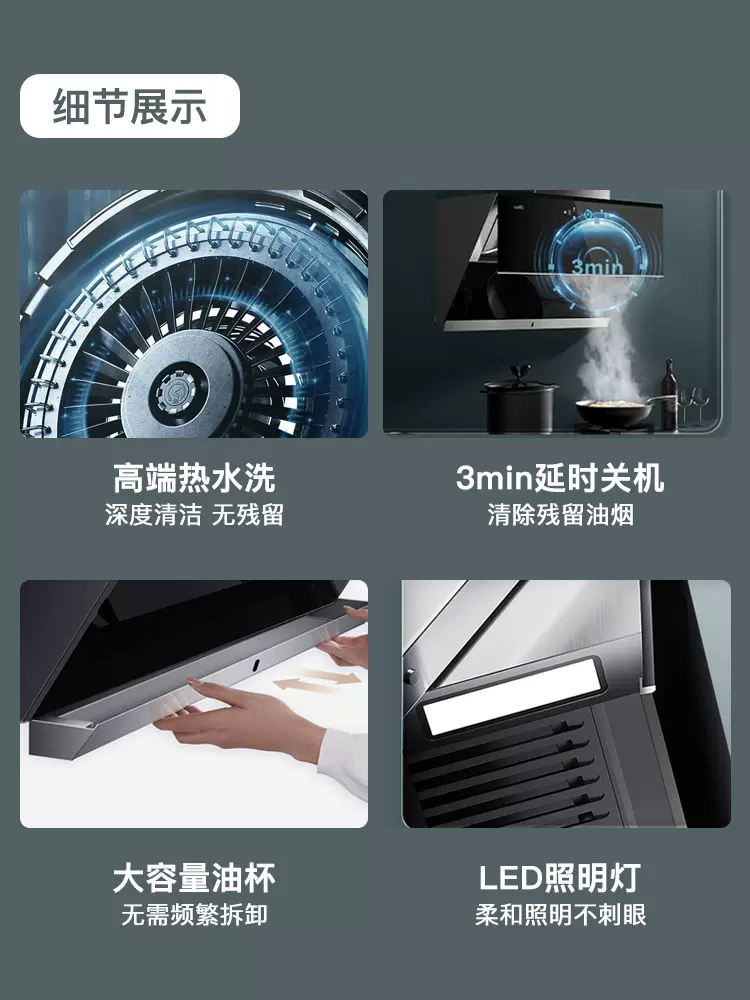 细节展示
3min
高端热水洗
深度清洁 无残留
3min延时关机
清除残留油烟
大容量油杯
无需频繁拆卸
LED照明灯
柔和照明不刺眼